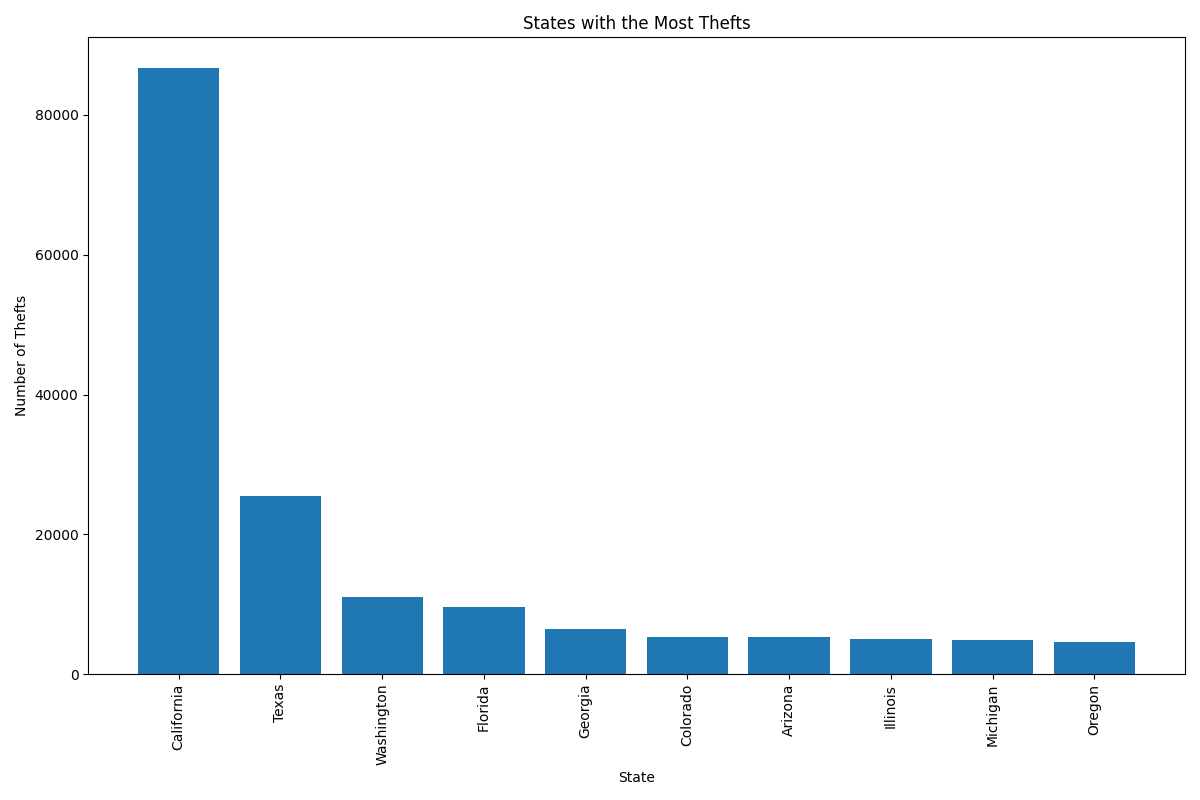 States with the Most Thefts
Number of Thefts
80000
60000
40000
20000
0
California
Texas
Washington
Florida
Georgia
Colorado
Arizona
Illinois
Michigan
Oregon
State